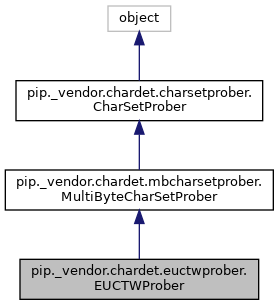 object
pip._vendor.chardet.charsetprober.
CharSetProber
pip._vendor.chardet.mbcharsetprober.
MultiByteCharSetProber
pip._vendor.chardet.euctwprober.
EUCTWProber